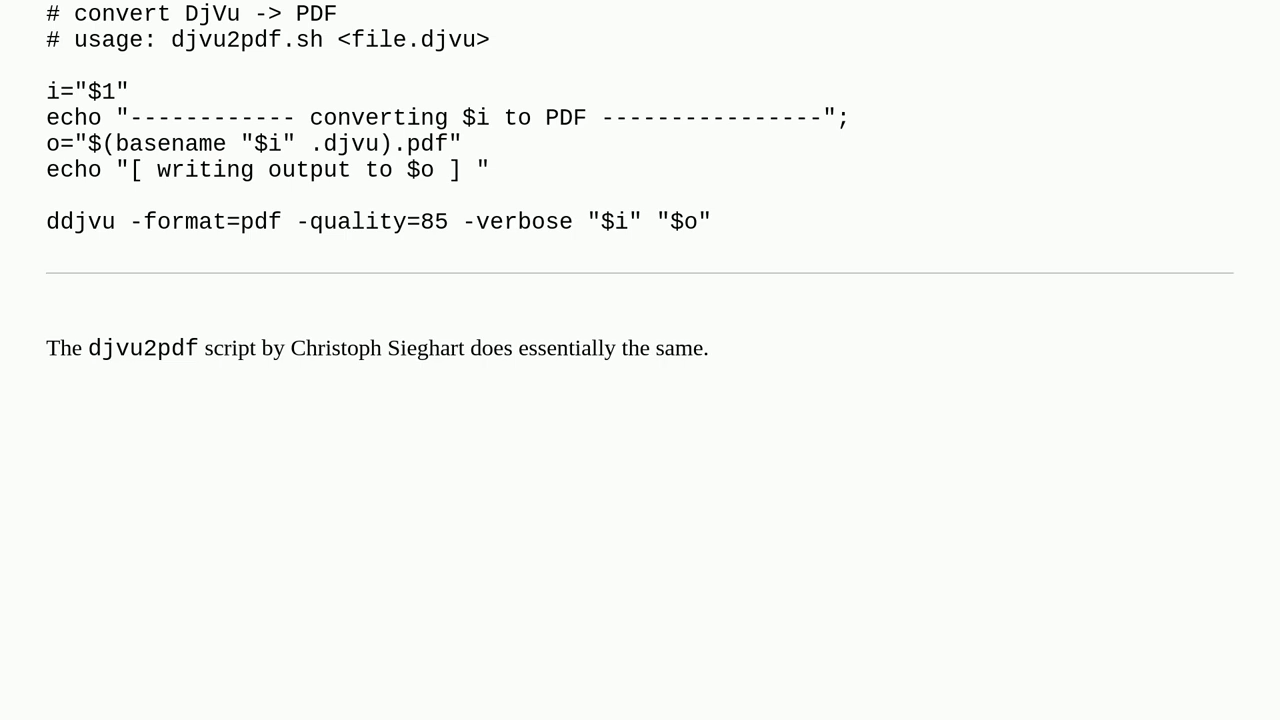 # convert DjVu -> PDF
# usage: djvu2pdf.sh <file.djvu>
i="$1"
echo "------------ converting $i to PDF ----------------";
o="$(basename "$i" .djvu).pdf"
echo "[ writing output to $o ] "
ddjvu -format=pdf -quality=85 -verbose "$i" "$o"
The djvu2pdf script by Christoph Sieghart does essentially the same.